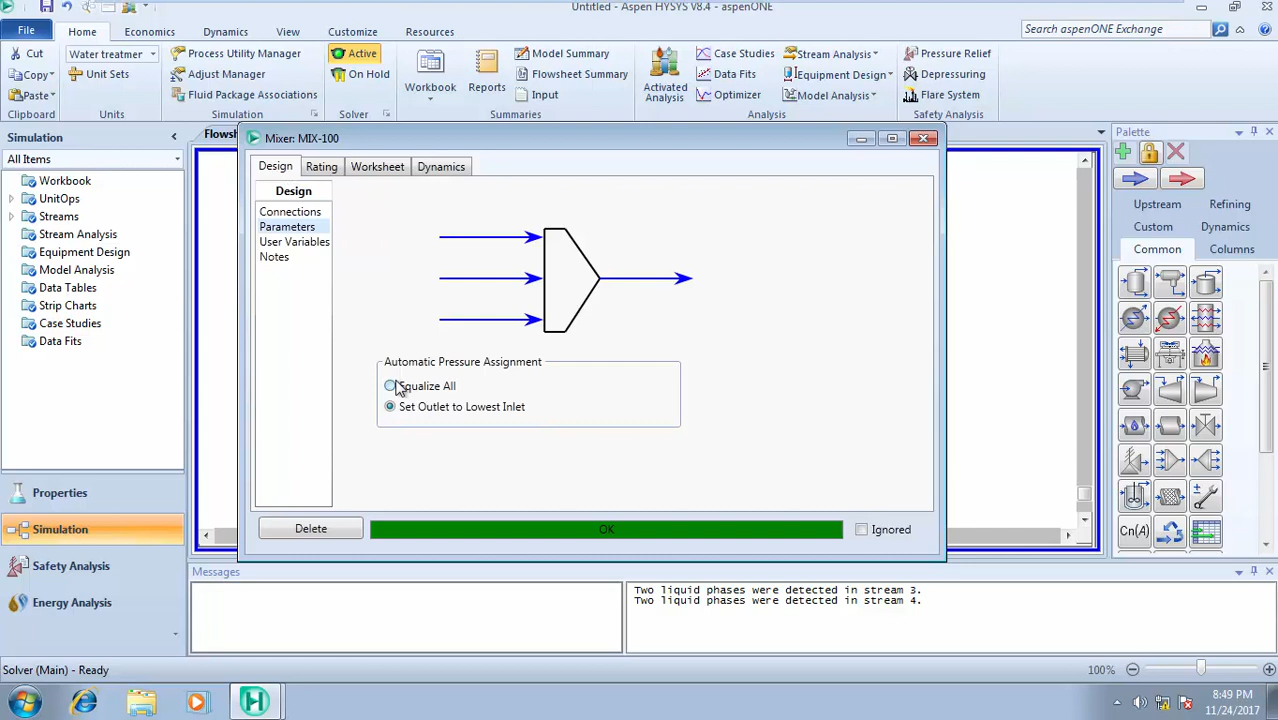 Untitled - Aspen HYSYS V8.4 - aspenONE
File Home Economics Dynamics View Customize Resources
Search aspenONE Exchange
Cut Water treatmer Process Utility Manager Active Model Summary Case Studies Stream Analysis Pressure Relief
Copy Unit Sets Adjust Manager On Hold Workbook Reports Flowsheet Summary Activated Analysis Data Fits Equipment Design Depressuring
Paste Fluid Package Associations Input Optimizer Model Analysis Flare System
Clipboard Units Simulation Solver Summaries Analysis Safety Analysis
Simulation
All Items
Workbook
UnitOps
Streams
Stream Analysis
Equipment Design
Model Analysis
Data Tables
Strip Charts
Case Studies
Data Fits
Properties
Simulation
Safety Analysis
Energy Analysis
Flowsh
Mixer: MIX-100
Design Rating Worksheet Dynamics
Design
Connections
Parameters
User Variables
Notes
Automatic Pressure Assignment
Equalize All
Set Outlet to Lowest Inlet
Delete OK Ignored
Palette
Upstream Refining
Custom Dynamics
Common Columns
Cn(A)
Messages
Two liquid phases were detected in stream 3.
Two liquid phases were detected in stream 4.
Solver (Main) - Ready
100%
8:49 PM
11/24/2017